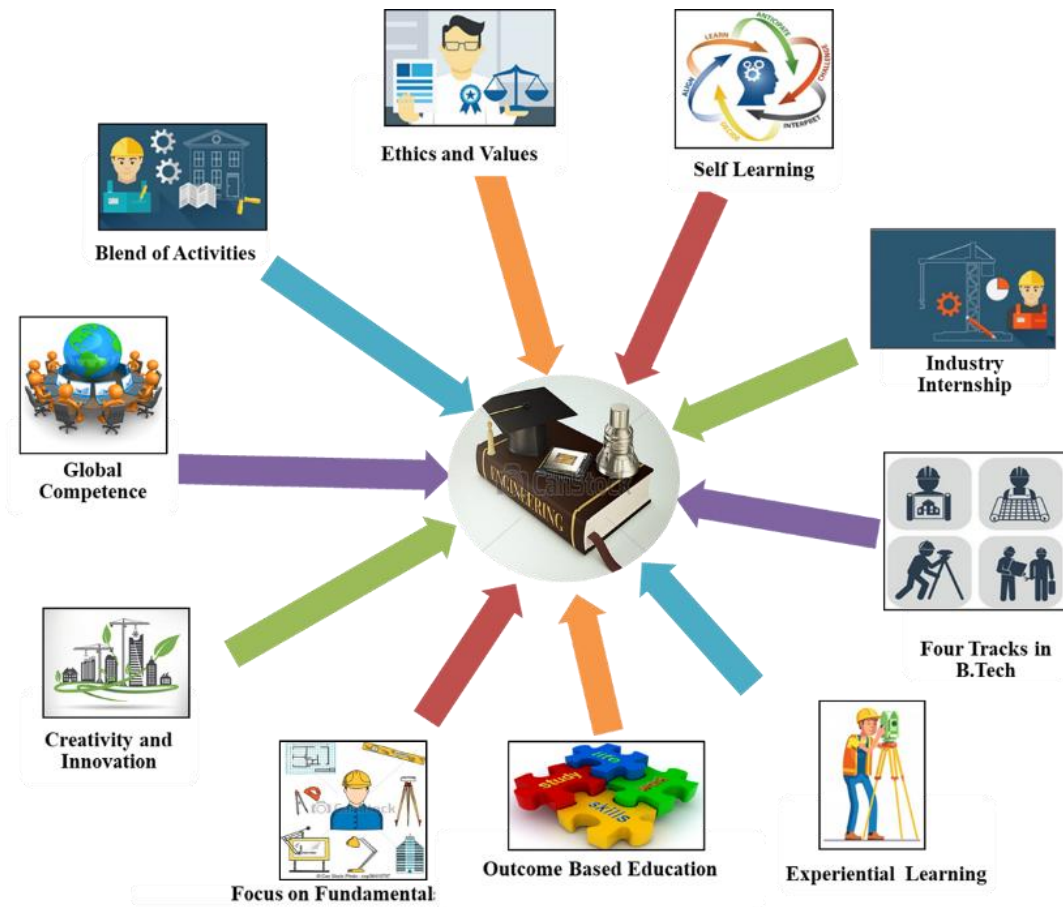 LEARN
ANTICIPATE
CHALLENGE
INTERPRET
DECIDE
ALIGN
Ethics and Values
Self Learning
Blend of Activities
Industry
Internship
Global
Competence
ENGINEERING
CanStock
Four Tracks in
B.Tech
Creativity and
Innovation
life
study
work
skills
Focus on Fundamentals
Outcome Based Education
Experiential Learning